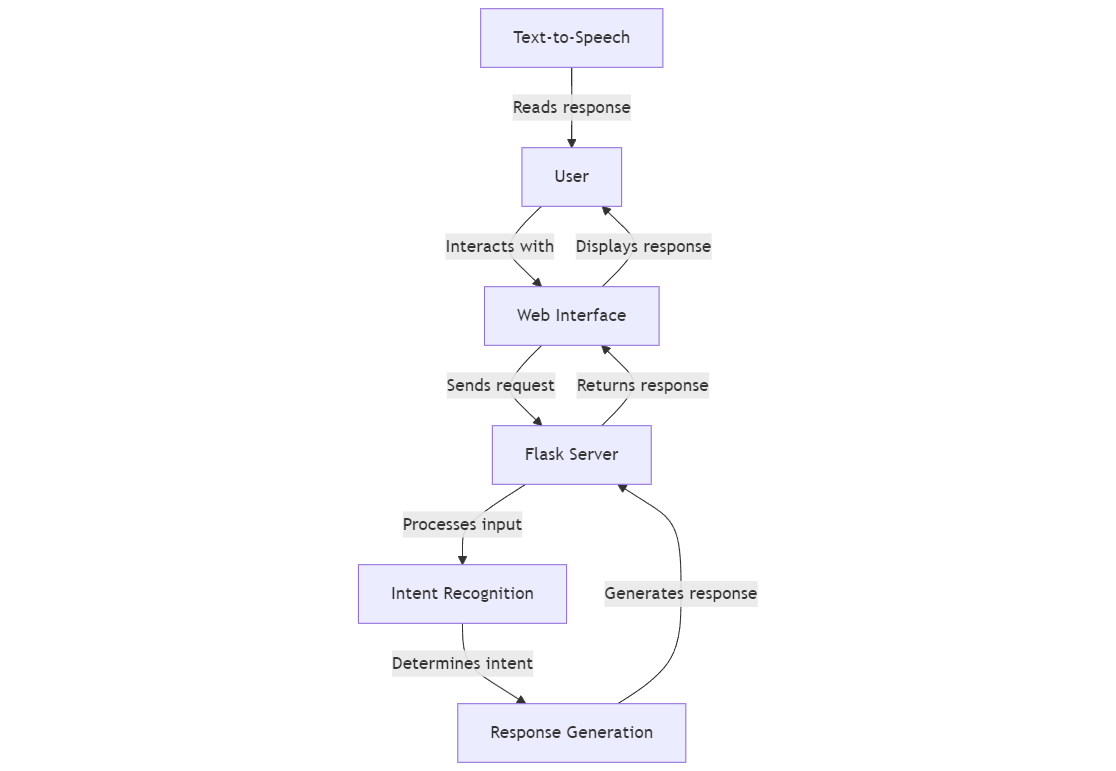 Text-to-Speech
Reads response
User
Interacts with
Displays response
Web Interface
Sends request
Returns response
Flask Server
Processes input
Intent Recognition
Generates response
Determines intent
Response Generation